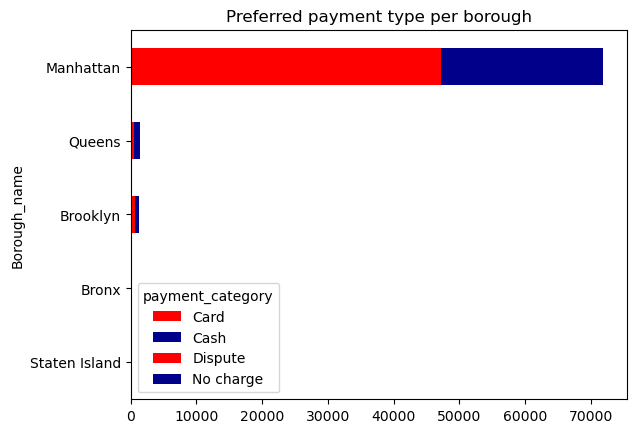 Preferred payment type per borough
Borough_name
Manhattan
Queens
Brooklyn
Bronx
Staten Island
payment_category
Card
Cash
Dispute
No charge
0 10000 20000 30000 40000 50000 60000 70000